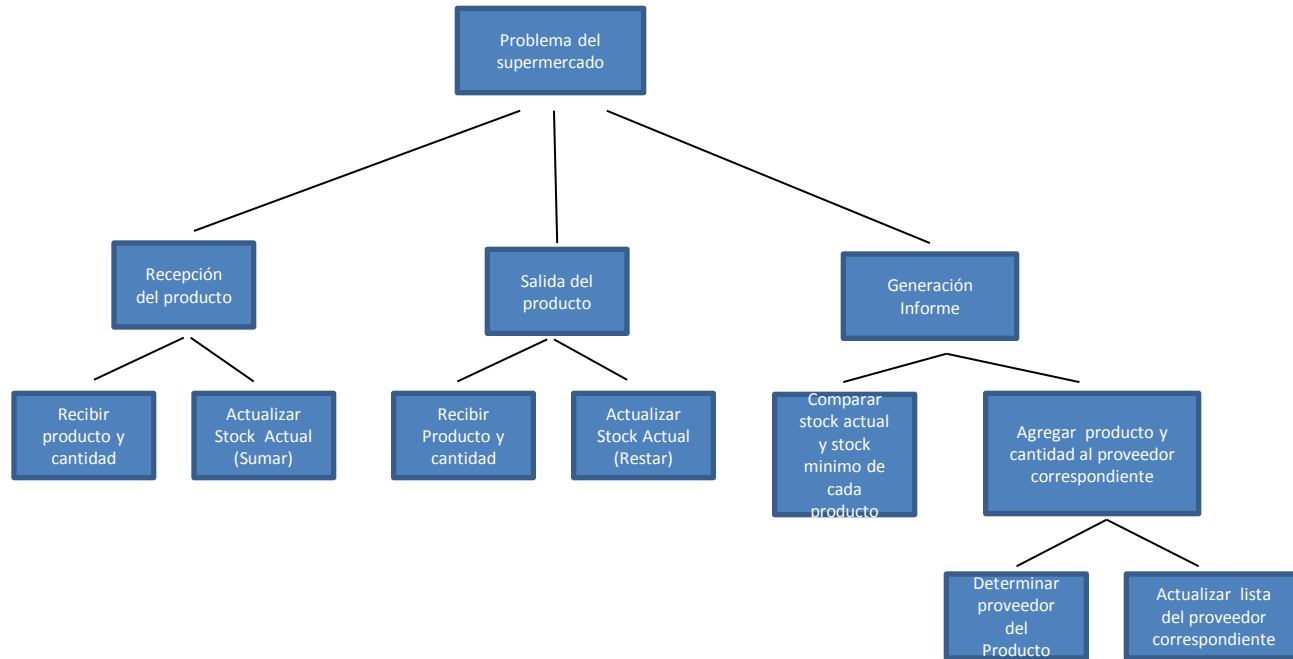 Problema del
supermercado
Recepción
del producto
Salida del
producto
Generación
Informe
Recibir
producto y
cantidad
Actualizar
Stock Actual
(Sumar)
Recibir
Producto y
cantidad
Actualizar
Stock Actual
(Restar)
Comparar
stock actual
y stock
minimo de
cada
producto
Agregar producto y
cantidad al proveedor
correspondiente
Determinar
proveedor
del
Producto
Actualizar lista
del proveedor
correspondiente